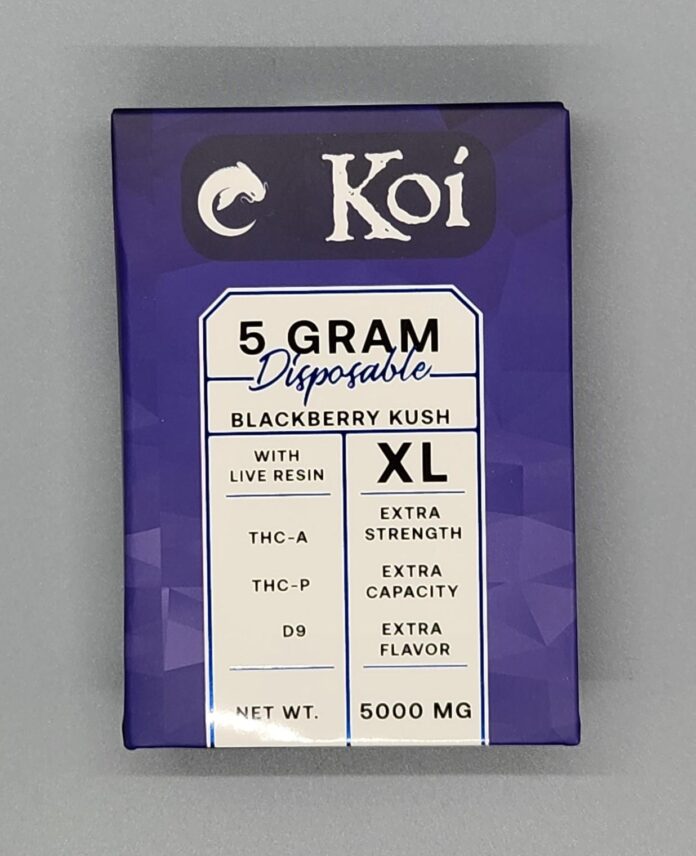 Koi
5 GRAM
Disposable
BLACKBERRY KUSH
WITH
LIVE RESIN
THC-A
THC-P
D9
NET WT.
XL
EXTRA
STRENGTH
EXTRA
CAPACITY
EXTRA
FLAVOR
5000 MG